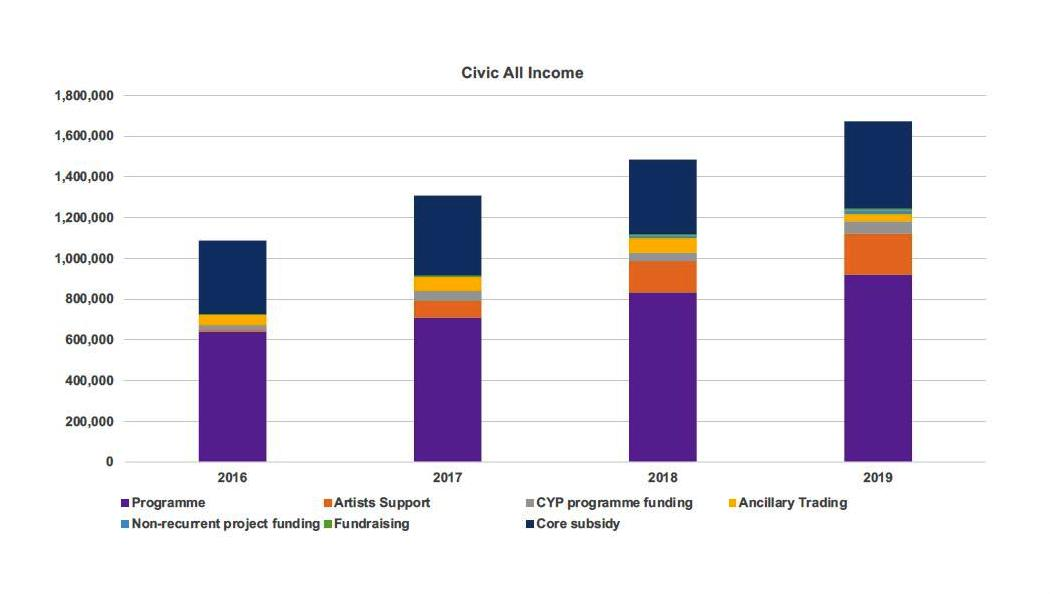 Civic All Income
1,800,000
1,600,000
1,400,000
1,200,000
1,000,000
800,000
600,000
400,000
200,000
0
2016 2017 2018 2019
Programme Artists Support CYP programme funding Ancillary Trading
Non-recurrent project funding Fundraising Core subsidy